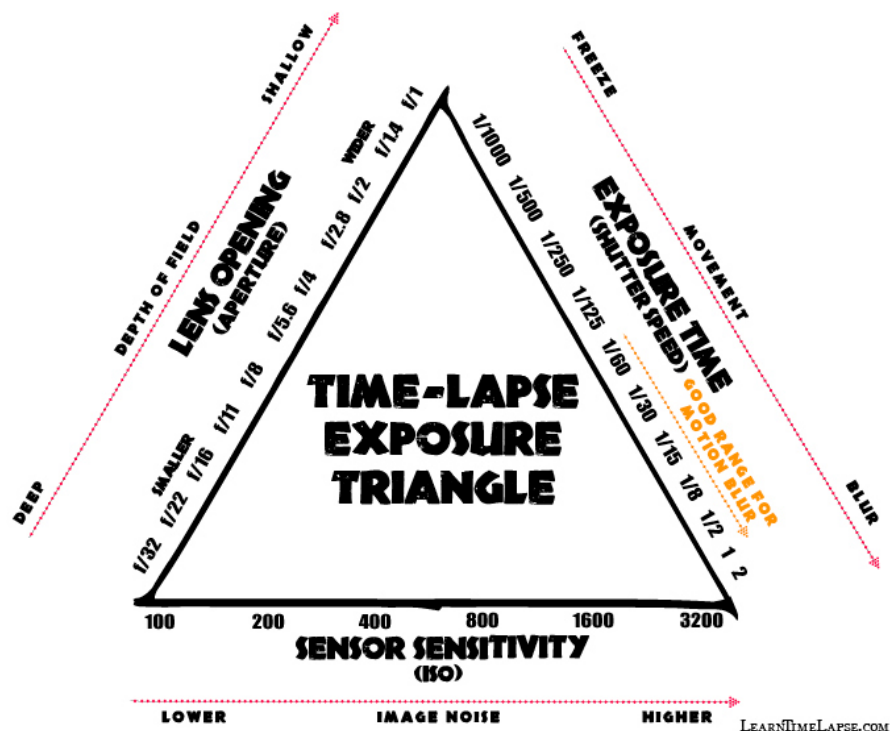 SHALLOW
DEPTH OF FIELD
DEEP
LENS OPENING
(APERTURE)
WIDER
SMALLER
f/1
f/1.4
f/2
f/2.8
f/4
f/5.6
f/8
f/11
f/16
f/22
f/32
FREEZE
MOVEMENT
BLUR
EXPOSURE TIME
(SHUTTER SPEED)
GOOD RANGE FOR
MOTION BLUR
1/1000
1/500
1/250
1/125
1/60
1/30
1/15
1/8
1/2
1
2
TIME-LAPSE
EXPOSURE
TRIANGLE
100 200 400 800 1600 3200
SENSOR SENSITIVITY
(ISO)
LOWER IMAGE NOISE HIGHER
LEARNTIMELAPSE.COM